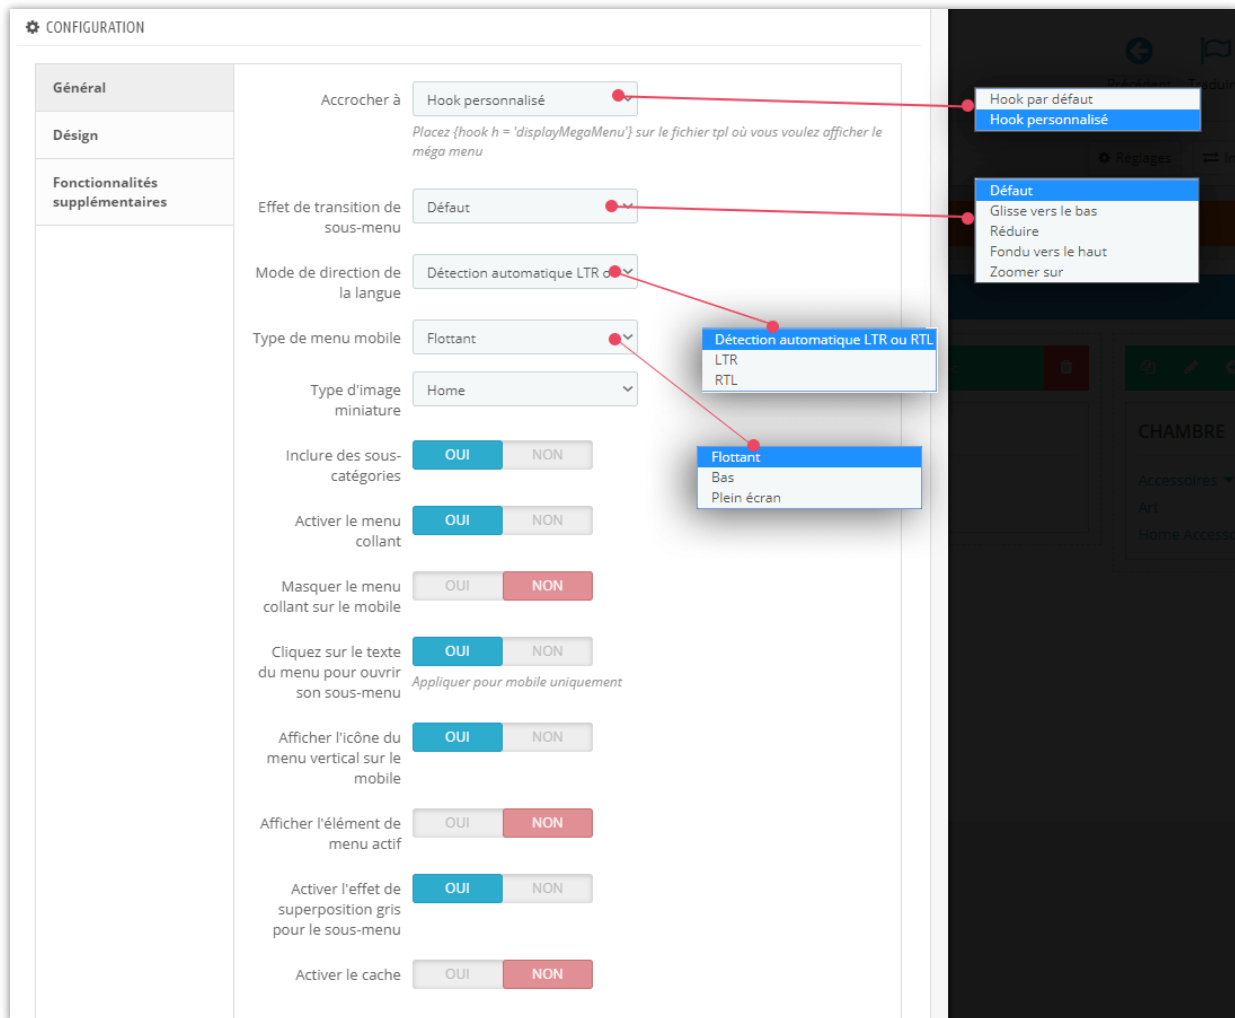 CONFIGURATION
Général
Désign
Fonctionnalités
supplémentaires
Accrocher à
Hook personnalisé
Placez {hook h = 'displayMegaMenu'} sur le fichier tpl où vous voulez afficher le
méga menu
Effet de transition de
sous-menu
Défaut
Mode de direction de
la langue
Détection automatique LTR
Type de menu mobile
Flottant
Type d'image
miniature
Home
Inclure des sous-
catégories
OUI NON
Activer le menu
collant
OUI NON
Masquer le menu
collant sur le mobile
OUI NON
Cliquez sur le texte
du menu pour ouvrir
son sous-menu
OUI NON
Appliquer pour mobile uniquement
Afficher l'icône du
menu vertical sur le
mobile
OUI NON
Afficher l'élément de
menu actif
OUI NON
Activer l'effet de
superposition gris
pour le sous-menu
OUI NON
Activer le cache
OUI NON
Précédent
Hook par défaut
Hook personnalisé
Réglages
Défaut
Glisse vers le bas
Réduire
Fondu vers le haut
Zoomer sur
Détection automatique LTR ou RTL
LTR
RTL
Flottant
Bas
Plein écran
CHAMBRE
Accessoires
Art